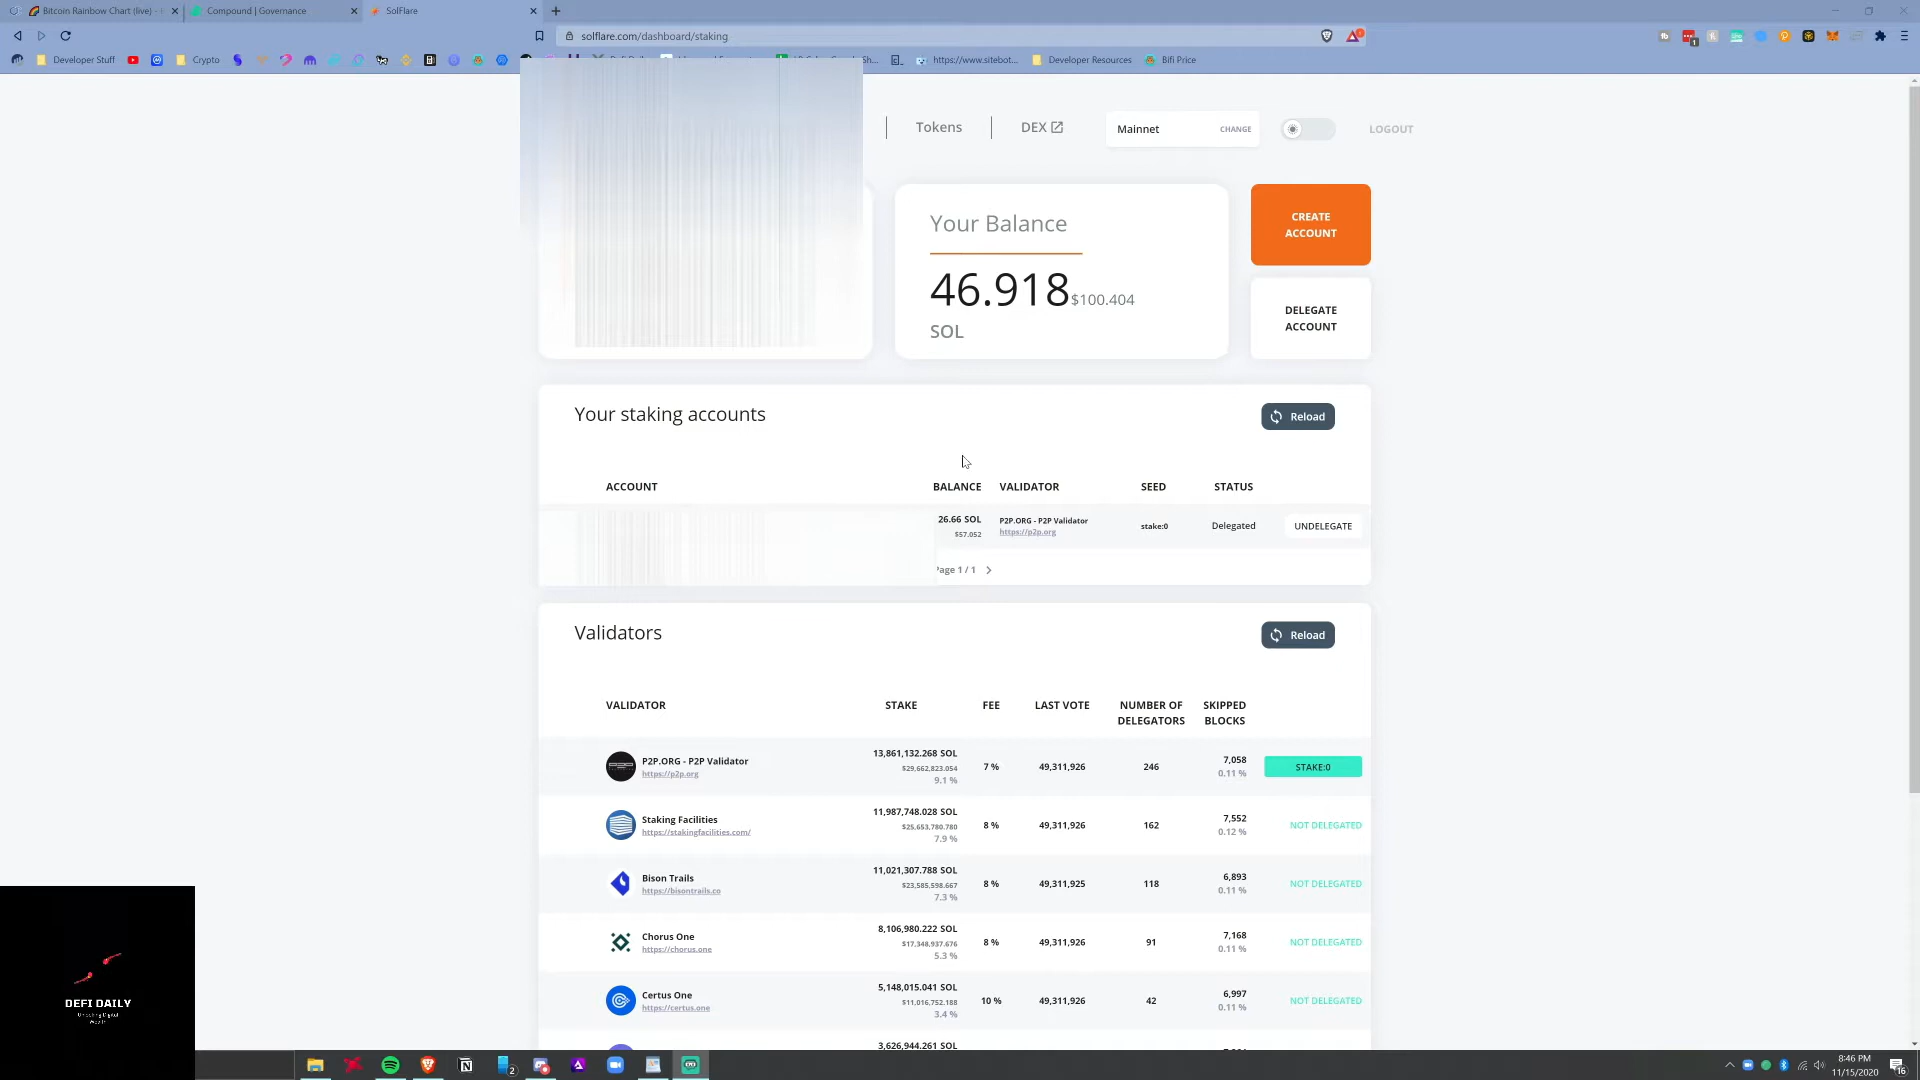 Bitcoin Rainbow Chart (live) -
Compound | Governance
SolFlare
solflare.com/dashboard/staking
Developer Stuff
Crypto
https://www.sitebot...
Developer Resources
Bifi Price
Tokens
DEX
Mainnet
CHANGE
LOGOUT
Your Balance
46.918 $100.404
SOL
CREATE
ACCOUNT
DELEGATE
ACCOUNT
Your staking accounts
Reload
ACCOUNT BALANCE VALIDATOR SEED STATUS
26.66 SOL
$57.052
P2P.ORG - P2P Validator
https://p2p.org
stake:0
Delegated
UNDELEGATE
Page 1 / 1
Validators
Reload
VALIDATOR STAKE FEE LAST VOTE NUMBER OF DELEGATORS SKIPPED BLOCKS
P2P.ORG - P2P Validator
https://p2p.org
13,861,132.268 SOL
$29,662,823.054
9.1 %
7 %
49,311,926
246
7,058
0.11 %
STAKE:0
Staking Facilities
https://stakingfacilities.com/
11,987,748.028 SOL
$25,653,780.780
7.9 %
8 %
49,311,926
162
7,552
0.12 %
NOT DELEGATED
Bison Trails
https://bisontrails.co
11,021,307.788 SOL
$23,585,598.667
7.3 %
8 %
49,311,925
118
6,893
0.11 %
NOT DELEGATED
Chorus One
https://chorus.one
8,106,980.222 SOL
$17,348,937.676
5.3 %
8 %
49,311,926
91
7,168
0.11 %
NOT DELEGATED
Certus One
https://certus.one
5,148,015.041 SOL
$11,016,752.188
3.4 %
10 %
49,311,926
42
6,997
0.11 %
NOT DELEGATED
3,626,944.261 SOL
DEFI DAILY
Unlocking Digital
Wealth
8:46 PM
11/15/2020